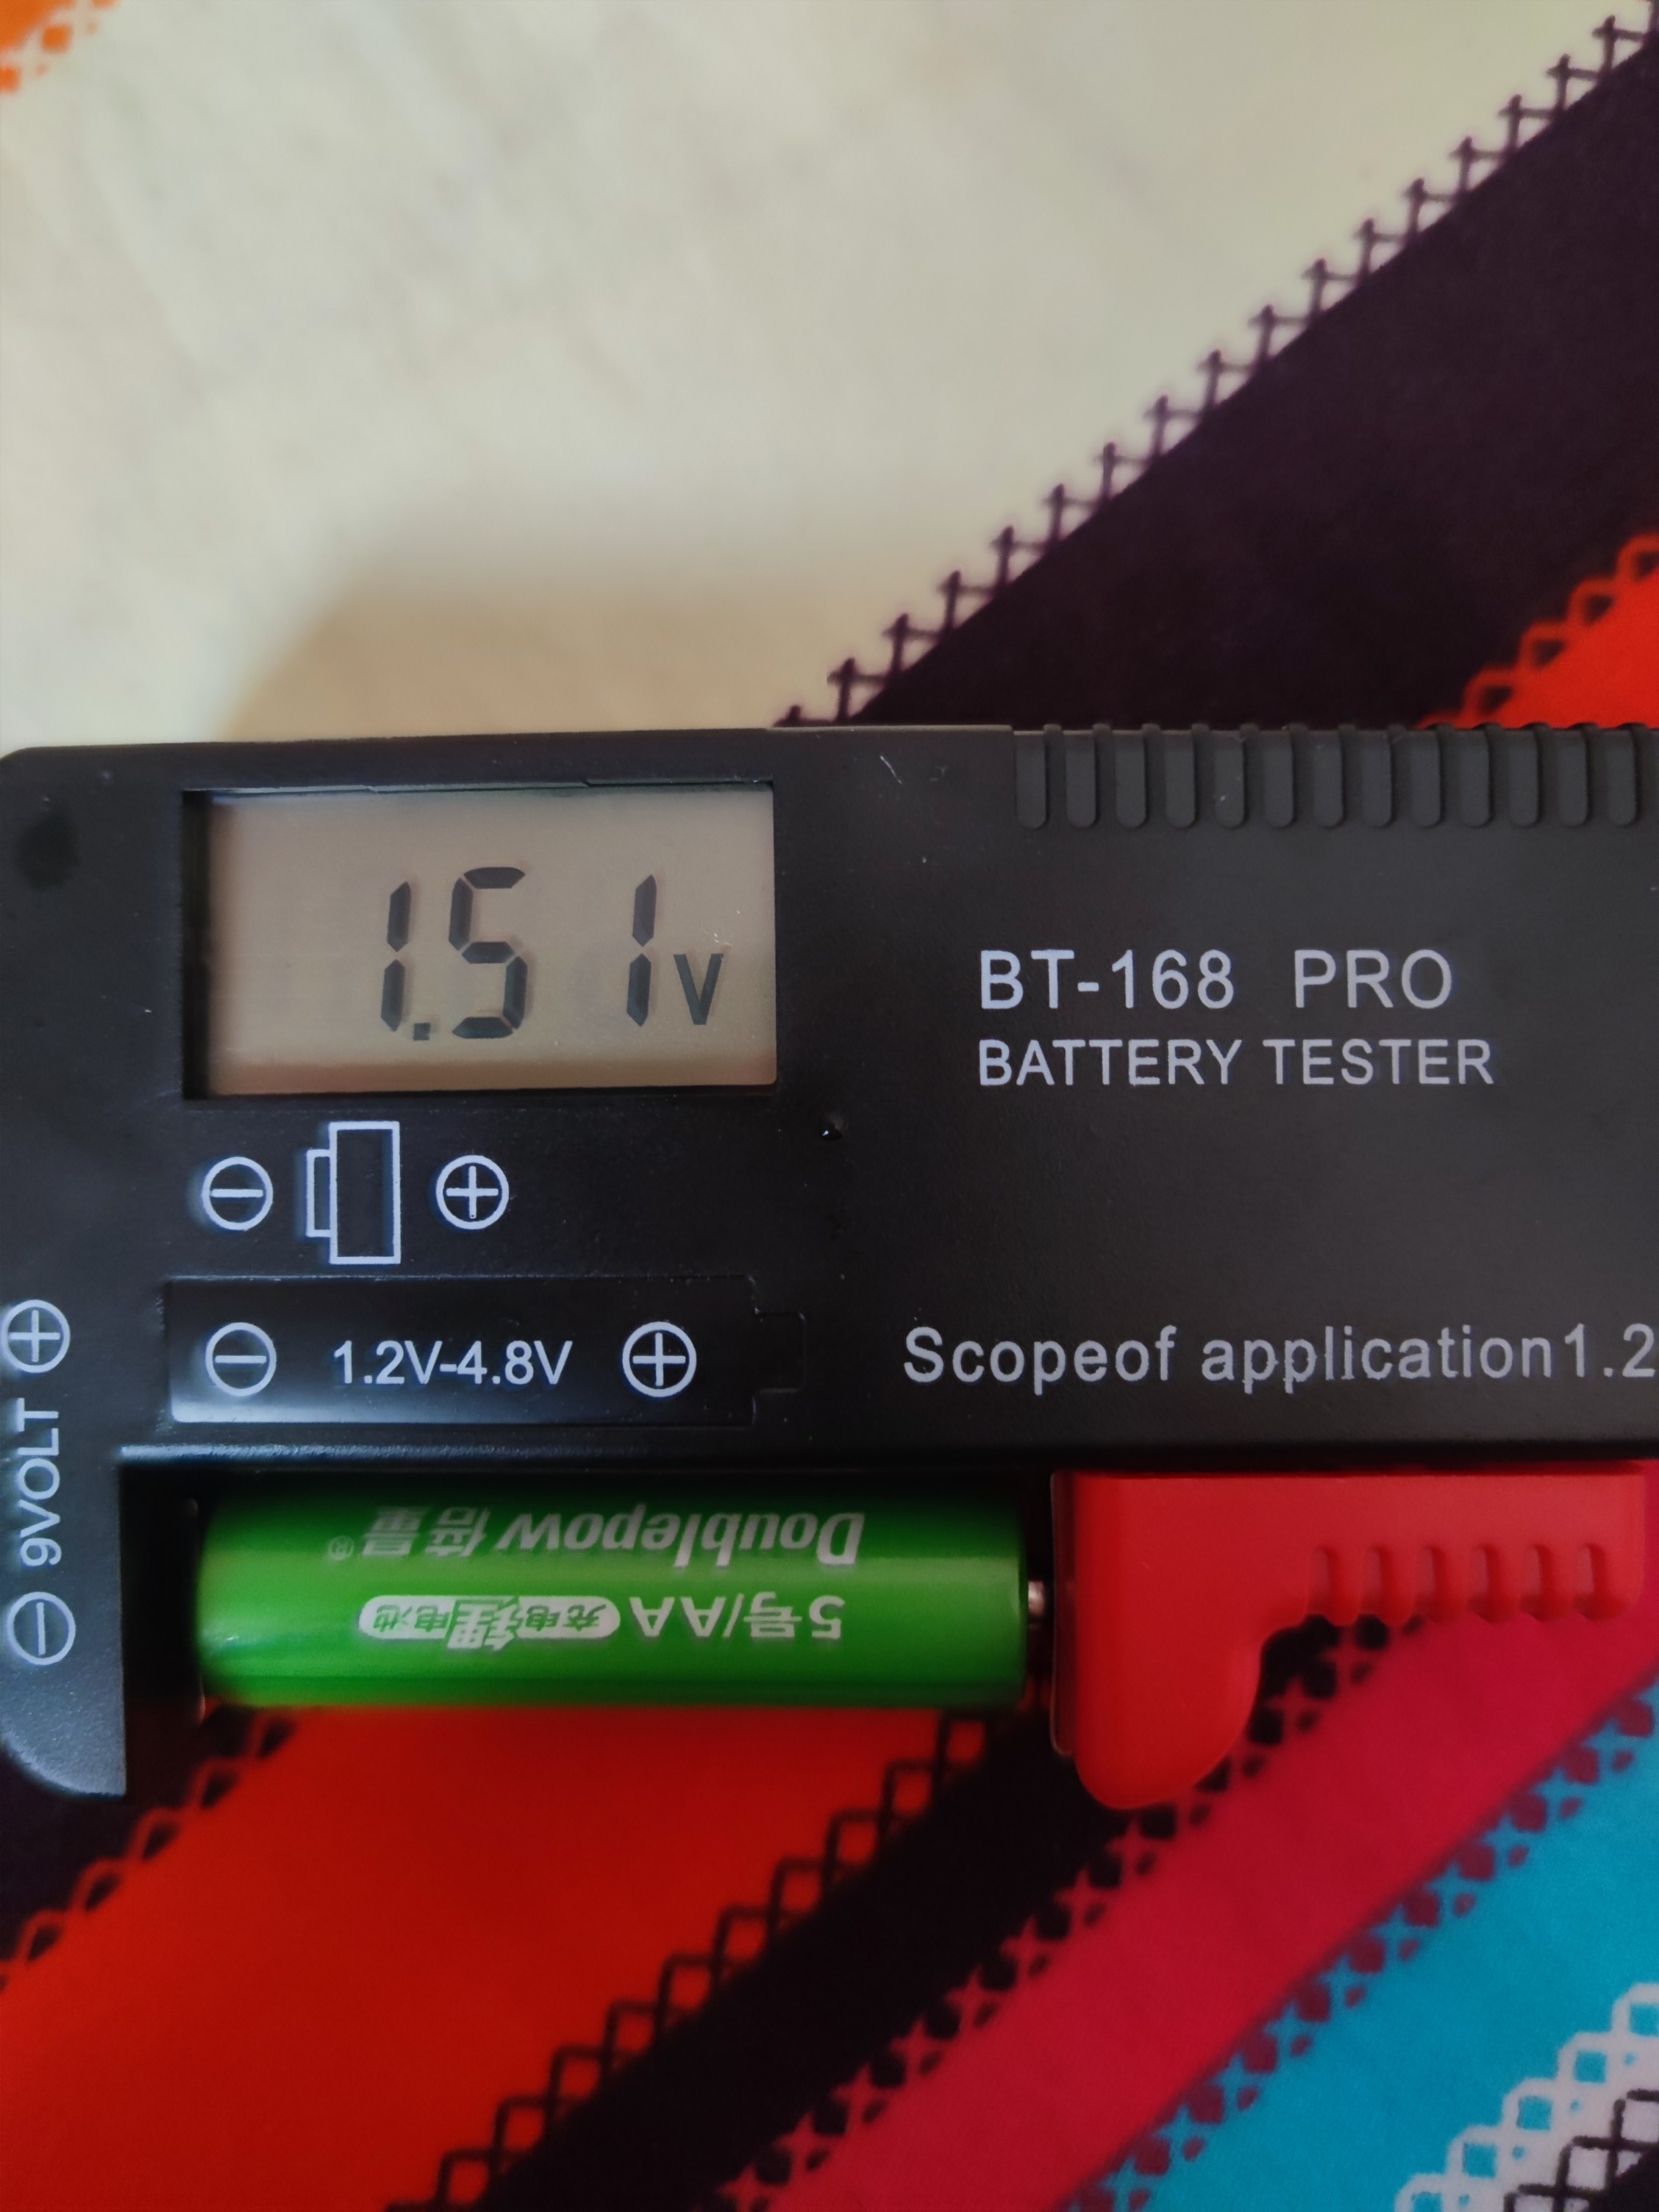 1.51V
BT-168 PRO
BATTERY TESTER
1.2V-4.8V
Scopeof application1.2
9VOLT
Doublepow 倍量®
5号/AA 充电锂电池